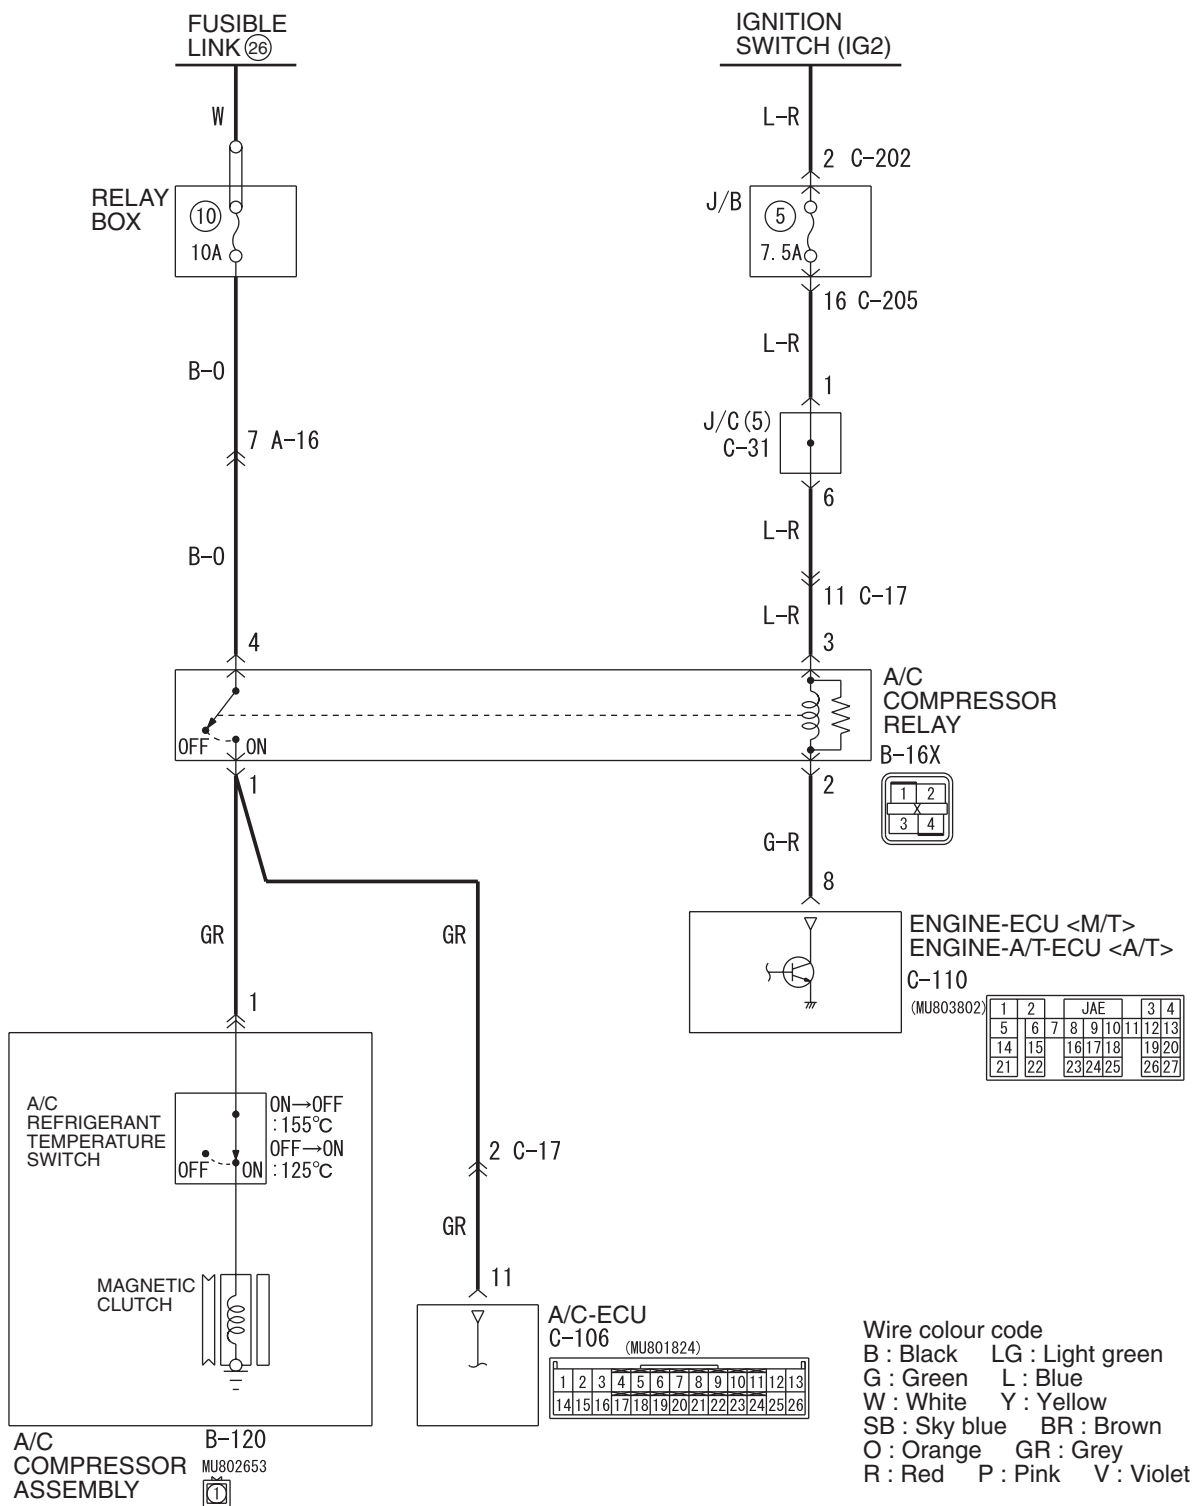 FUSIBLE
LINK 26
IGNITION
SWITCH (IG2)
W
L-R
2 C-202
RELAY
BOX
10
10A
J/B
5
7.5A
16 C-205
B-O
L-R
1
7 A-16
J/C(5)
C-31
6
L-R
B-O
11 C-17
L-R
4
3
A/C
COMPRESSOR
RELAY
OFF ON
B-16X
1
2
1 2
X
3 4
G-R
8
GR
GR
ENGINE-ECU <M/T>
ENGINE-A/T-ECU <A/T>
C-110
(MU803802)
1 2 JAE 3 4
5 6 7 8 9 10 11 12 13
14 15 16 17 18 19 20
21 22 23 24 25 26 27
1
A/C
REFRIGERANT
TEMPERATURE
SWITCH
ON→OFF
:155°C
OFF→ON
:125°C
OFF ON
2 C-17
GR
MAGNETIC
CLUTCH
11
A/C-ECU
C-106 (MU801824)
1 2 3 4 5 6 7 8 9 10 11 12 13
14 15 16 17 18 19 20 21 22 23 24 25 26
A/C
COMPRESSOR
ASSEMBLY
B-120
MU802653
1
Wire colour code
B : Black LG : Light green
G : Green L : Blue
W : White Y : Yellow
SB : Sky blue BR : Brown
O : Orange GR : Grey
R : Red P : Pink V : Violet